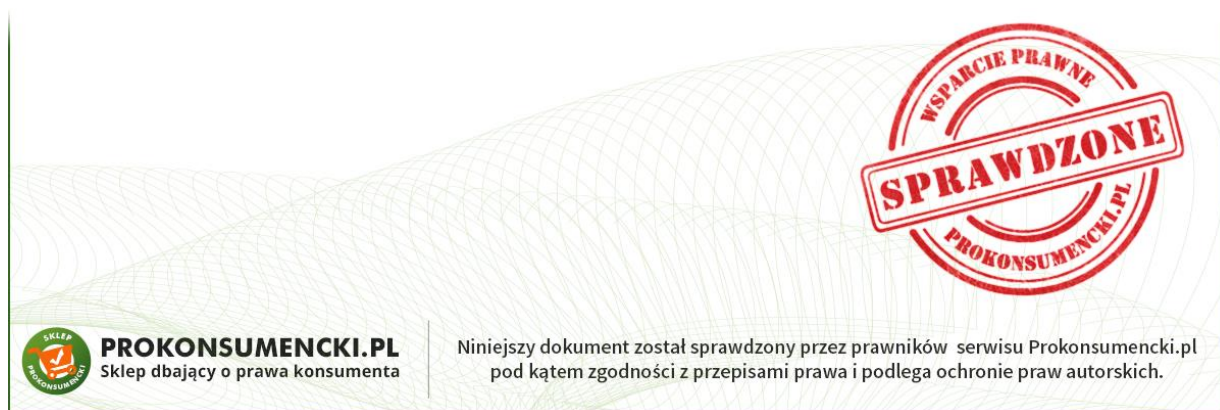 WSPARCIE PRAWNE
SPRAWDZONE
PROKONSUMENCKI.PL
SKLEP
PROKONSUMENCKI
PROKONSUMENCKI.PL
Sklep dbający o prawa konsumenta
Niniejszy dokument został sprawdzony przez prawników serwisu Prokonsumencki.pl
pod kątem zgodności z przepisami prawa i podlega ochronie praw autorskich.